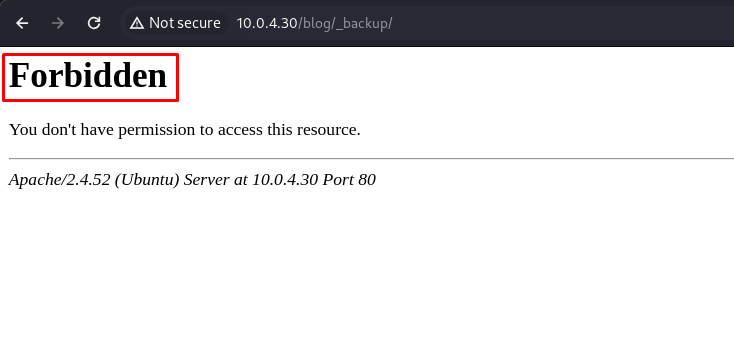 Not secure 10.0.4.30/blog/_backup/
Forbidden
You don't have permission to access this resource.
Apache/2.4.52 (Ubuntu) Server at 10.0.4.30 Port 80